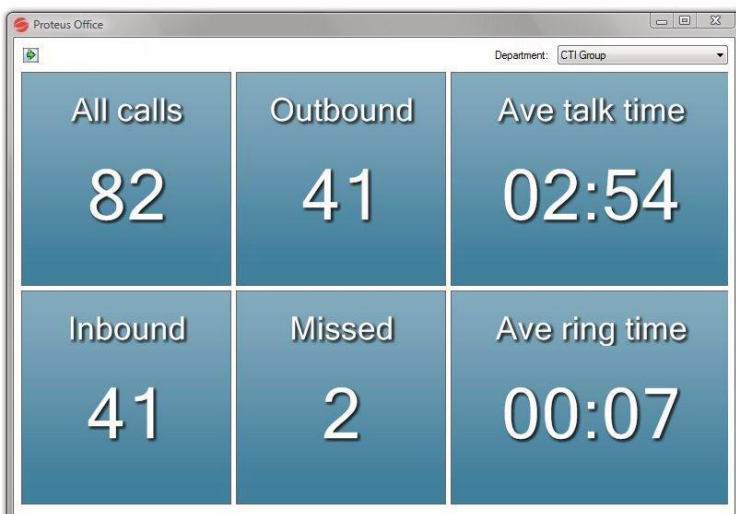 Proteus Office
Department: CTI Group
All calls
82
Outbound
41
Ave talk time
02:54
Inbound
41
Missed
2
Ave ring time
00:07